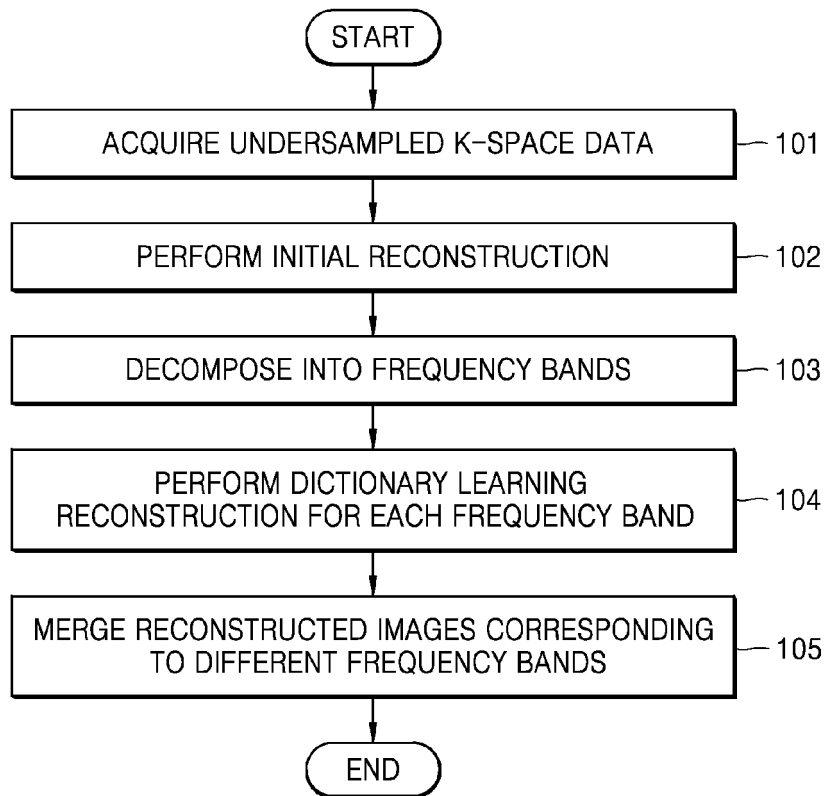 START
ACQUIRE UNDERSAMPLED K-SPACE DATA
101
PERFORM INITIAL RECONSTRUCTION
102
DECOMPOSE INTO FREQUENCY BANDS
103
PERFORM DICTIONARY LEARNING
RECONSTRUCTION FOR EACH FREQUENCY BAND
104
MERGE RECONSTRUCTED IMAGES CORRESPONDING
TO DIFFERENT FREQUENCY BANDS
105
END